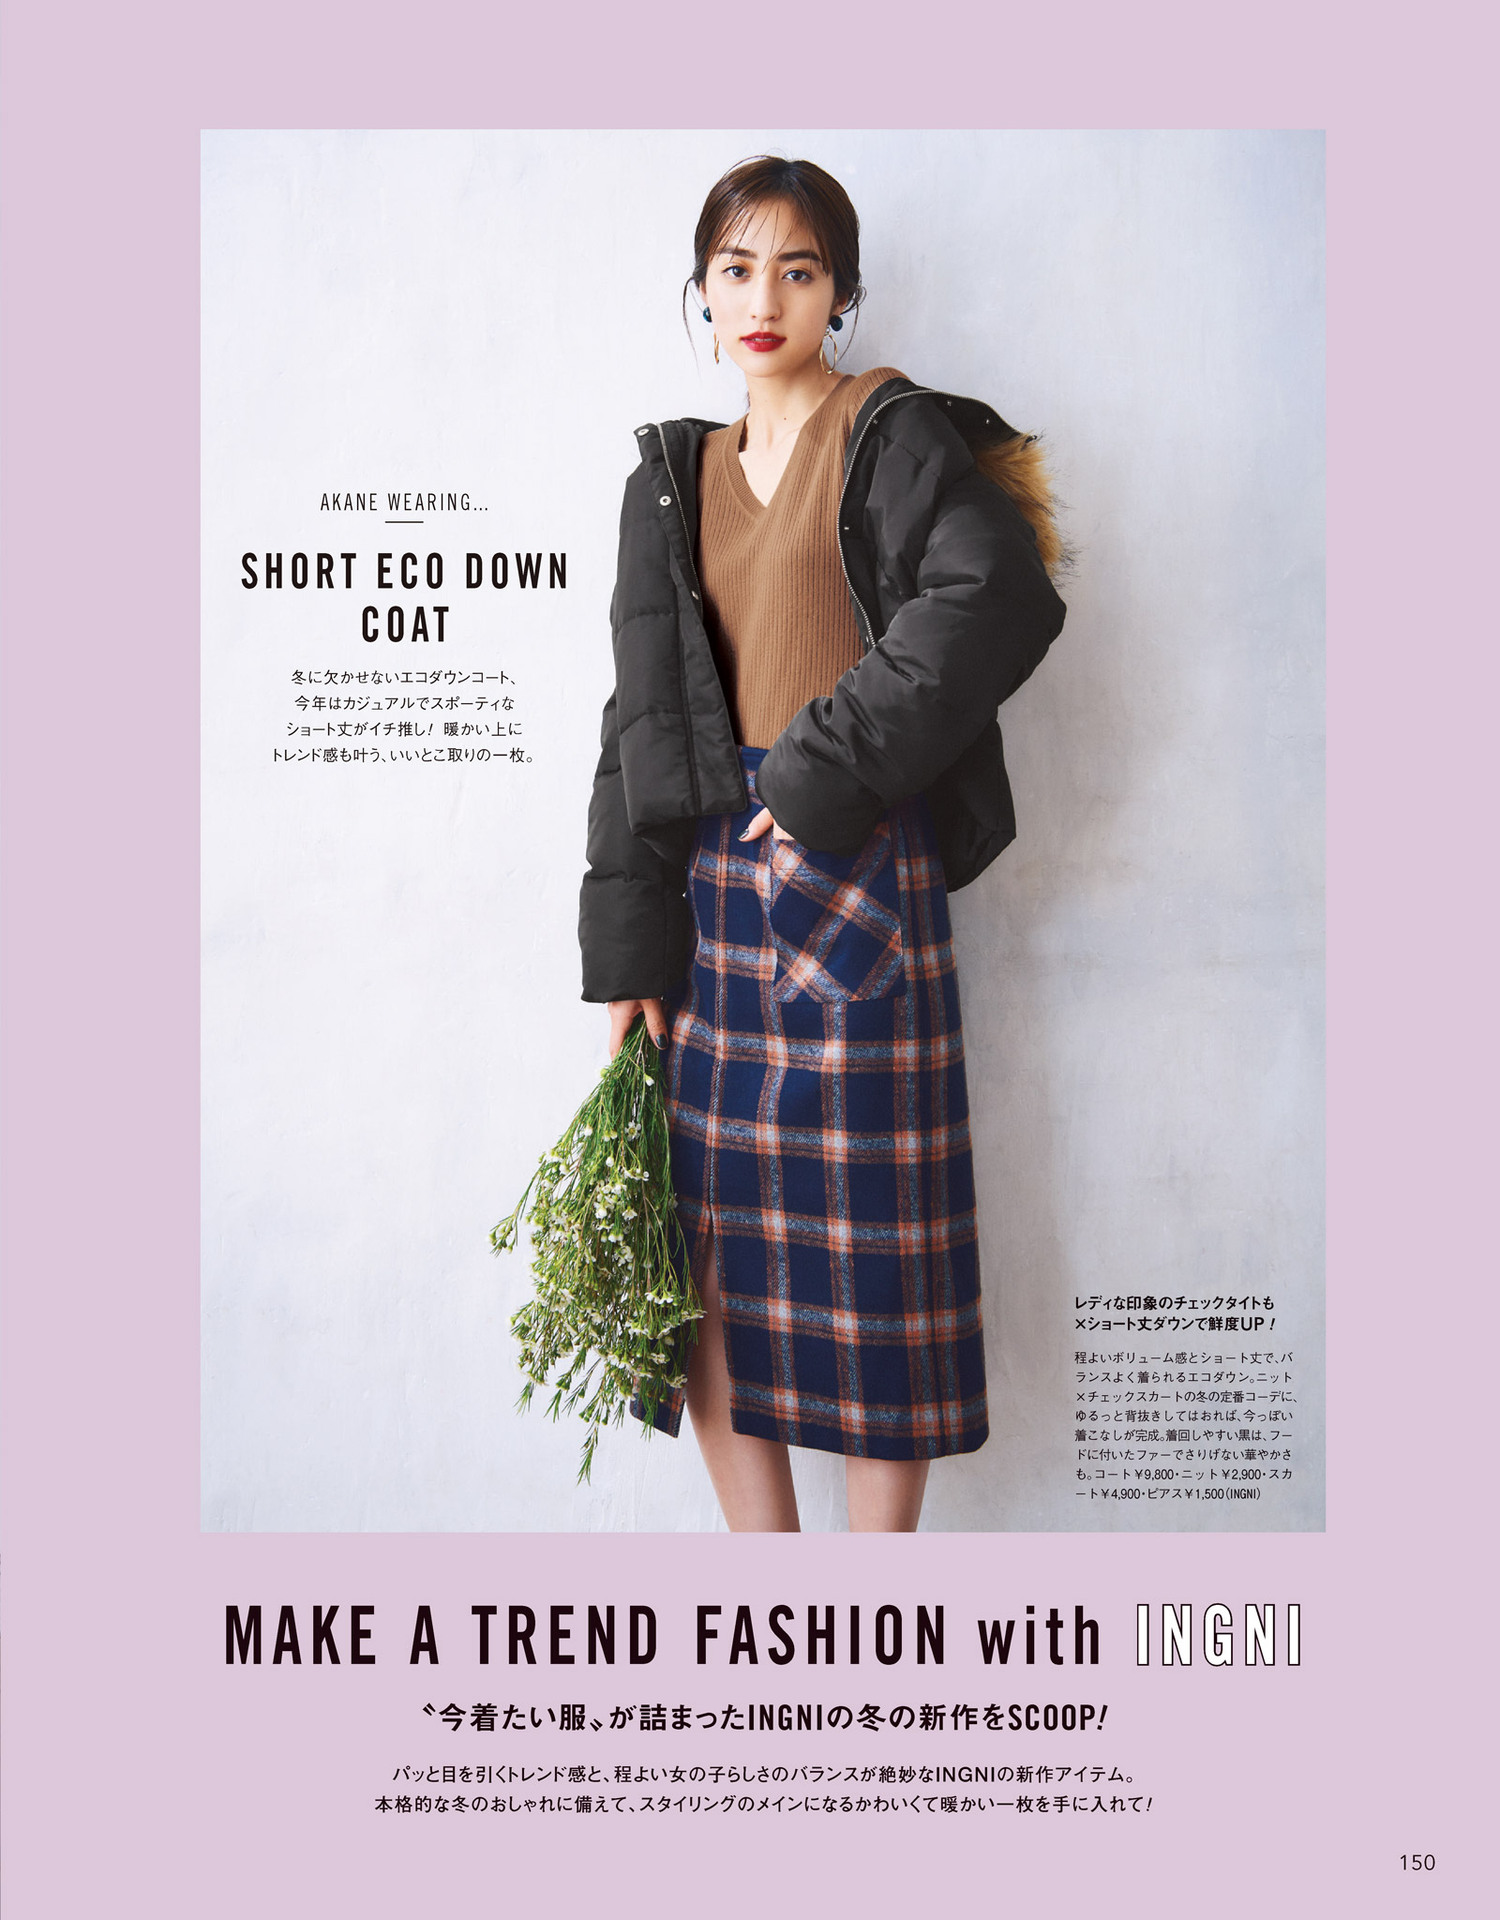 AKANE WEARING...
SHORT ECO DOWN
COAT
冬に欠かせないエコダウンコート、
今年はカジュアルでスポーティな
ショート丈がイチ推し！ 暖かい上に
トレンド感も叶う、いいとこ取りの一枚。
レディな印象のチェックタイトも
×ショート丈ダウンで鮮度UP！
程よいボリューム感とショート丈で、バ
ランスよく着られるエコダウン。ニット
×チェックスカートの冬の定番コーデに、
ゆるっと背抜きしてはおれば、今っぽい
着こなしが完成。着回しやすい黒は、フー
ドに付いたファーでさりげない華やかさ
も。コート￥9,800・ニット￥2,900・スカ
ート￥4,900・ピアス￥1,500（INGNI）
MAKE A TREND FASHION with INGNI
〝今着たい服〟が詰まったINGNIの冬の新作をSCOOP!
パッと目を引くトレンド感と、程よい女の子らしさのバランスが絶妙なINGNIの新作アイテム。
本格的な冬のおしゃれに備えて、スタイリングのメインになるかわいくて暖かい一枚を手に入れて！
150